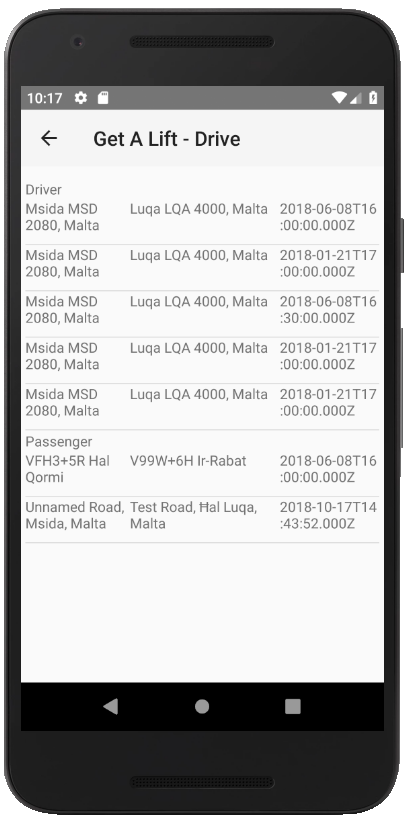 10:17
Get A Lift - Drive
Driver
Msida MSD Luqa LQA 4000, Malta 2018-06-08T16
2080, Malta :00:00.000Z
Msida MSD Luqa LQA 4000, Malta 2018-01-21T17
2080, Malta :00:00.000Z
Msida MSD Luqa LQA 4000, Malta 2018-06-08T16
2080, Malta :30:00.000Z
Msida MSD Luqa LQA 4000, Malta 2018-01-21T17
2080, Malta :00:00.000Z
Msida MSD Luqa LQA 4000, Malta 2018-01-21T17
2080, Malta :00:00.000Z
Passenger
VFH3+5R Hal V99W+6H Ir-Rabat 2018-06-08T16
Qormi :00:00.000Z
Unnamed Road, Test Road, Ħal Luqa, 2018-10-17T14
Msida, Malta Malta :43:52.000Z